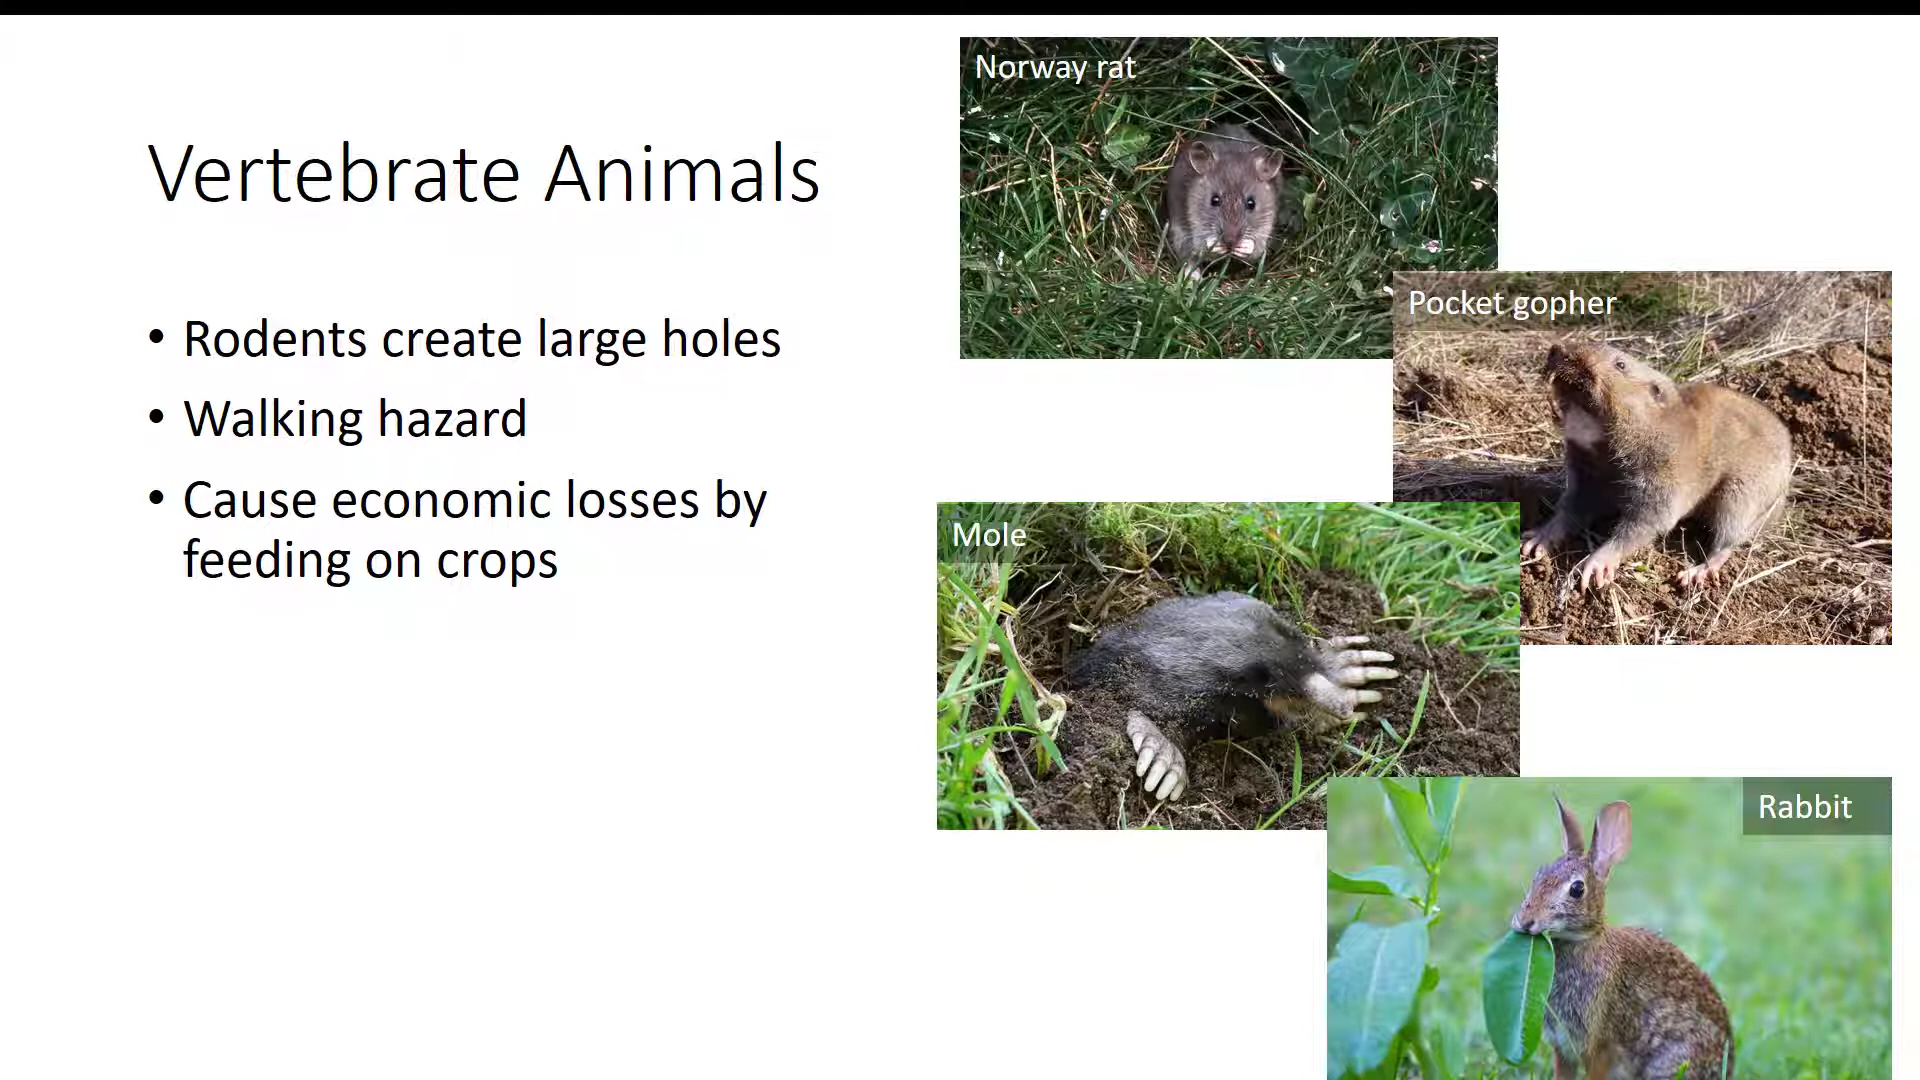 Vertebrate Animals
• Rodents create large holes
• Walking hazard
• Cause economic losses by
feeding on crops
Norway rat
Pocket gopher
Mole
Rabbit